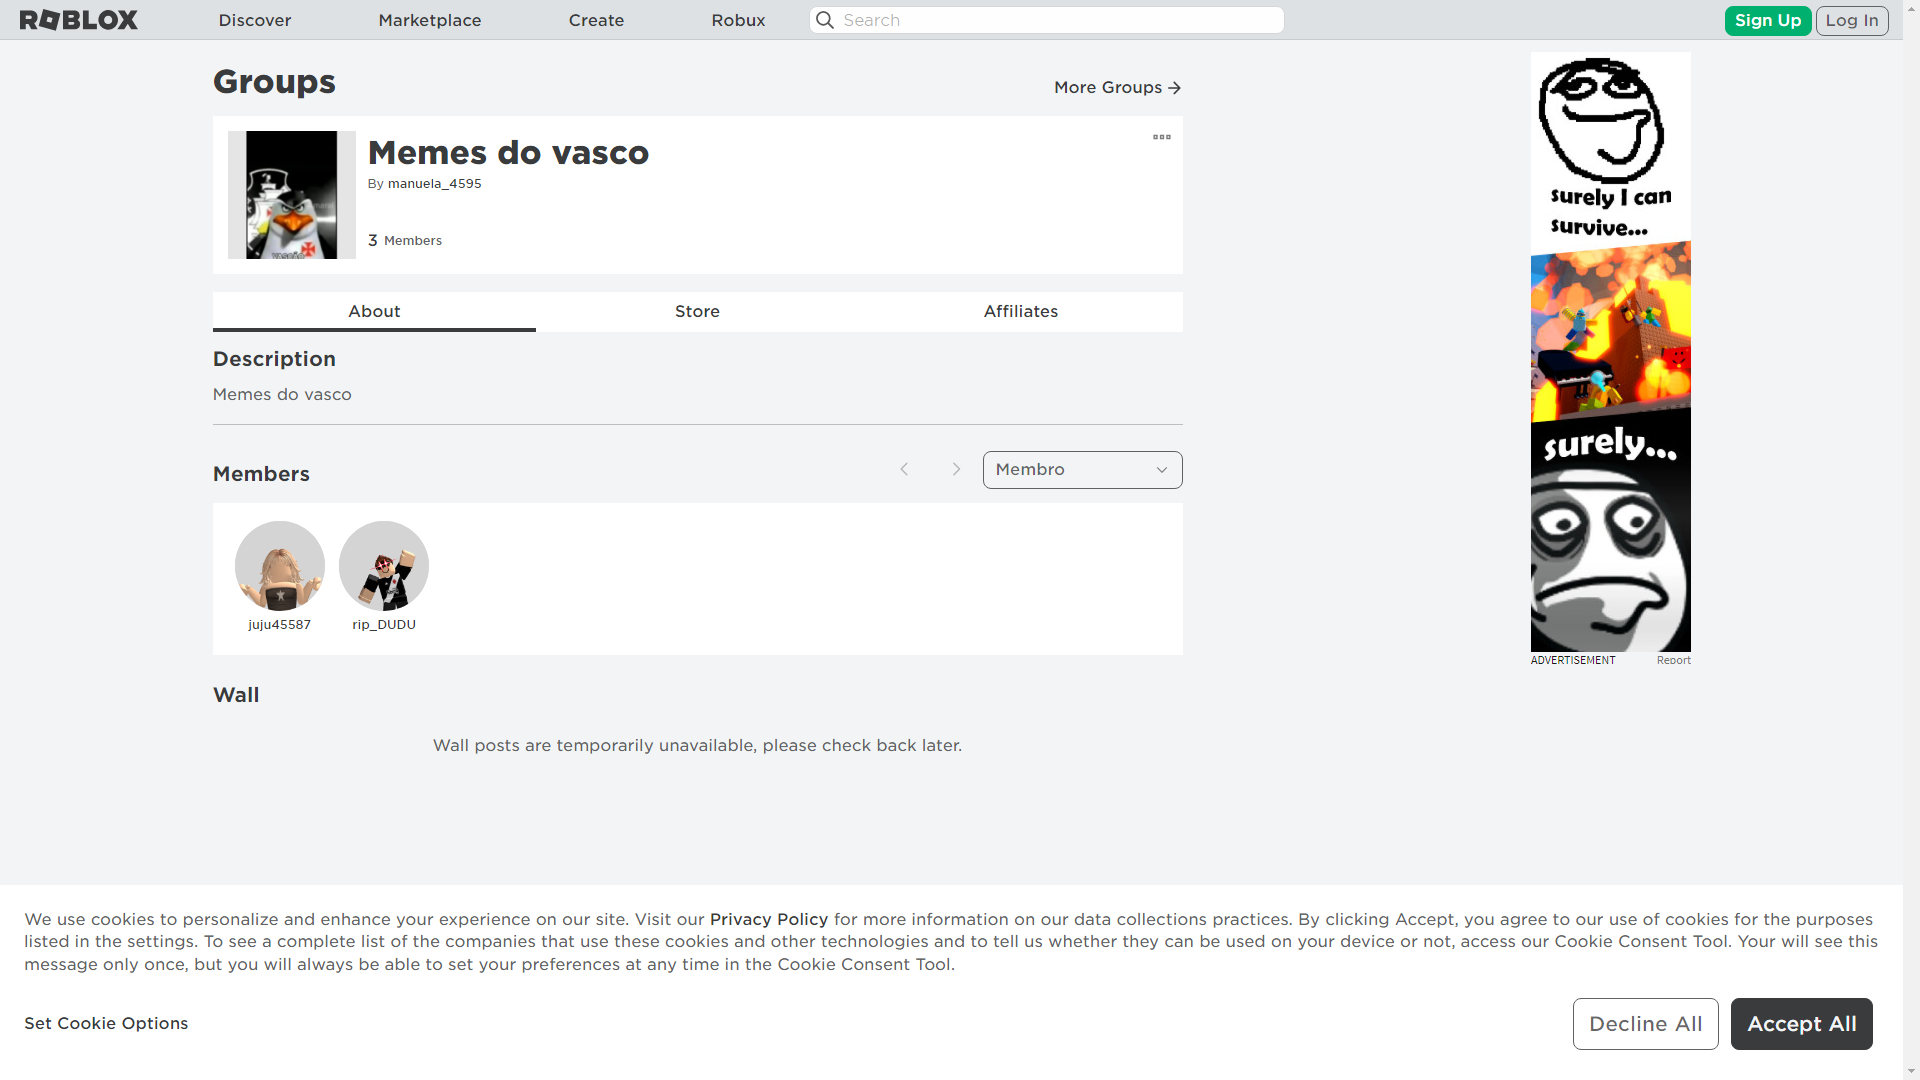 ROBLOX
Discover
Marketplace
Create
Robux
Search
Sign Up
Log In
Groups
More Groups
Memes do vasco
By manuela_4595
3 Members
About
Store
Affiliates
Description
Memes do vasco
Members
Membro
juju45587
rip_DUDU
Wall
Wall posts are temporarily unavailable, please check back later.
surely I can
survive...
surely...
ADVERTISEMENT
Report
We use cookies to personalize and enhance your experience on our site. Visit our Privacy Policy for more information on our data collections practices. By clicking Accept, you agree to our use of cookies for the purposes
listed in the settings. To see a complete list of the companies that use these cookies and other technologies and to tell us whether they can be used on your device or not, access our Cookie Consent Tool. Your will see this
message only once, but you will always be able to set your preferences at any time in the Cookie Consent Tool.
Set Cookie Options
Decline All
Accept All